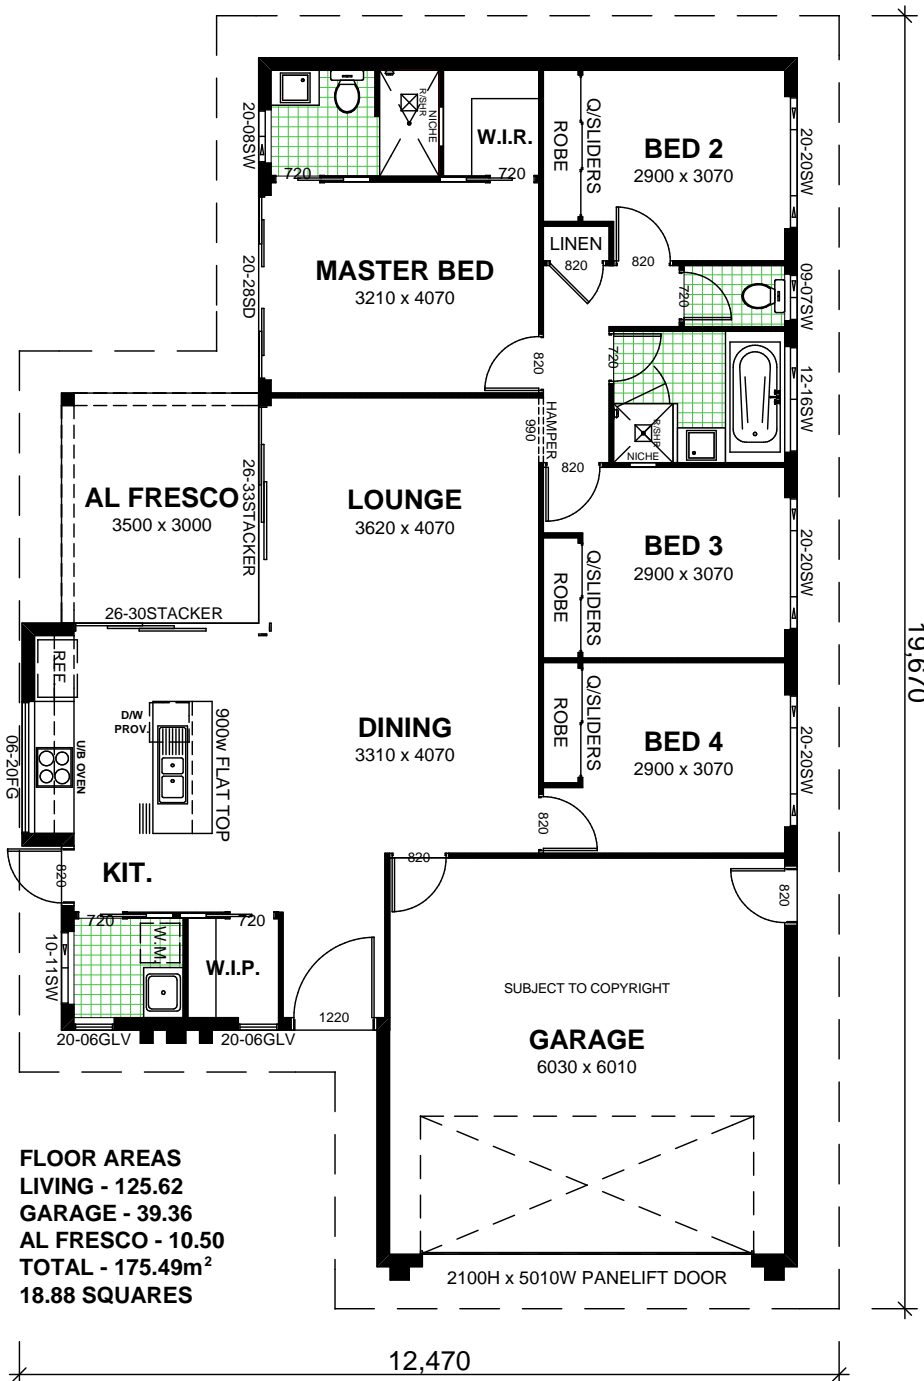 20-08SW
R/SHR
NICHE
W.I.R.
720
720
ROBE
Q/SLIDERS
BED 2
2900 x 3070
20-20SW
LINEN
820
820
MASTER BED
3210 x 4070
20-28SD
820
720
09-07SW
720
12-16SW
R/SHR
NICHE
HAMPER
990
820
AL FRESCO
3500 x 3000
26-33STACKER
26-30STACKER
LOUNGE
3620 x 4070
BED 3
2900 x 3070
ROBE
Q/SLIDERS
20-20SW
19,670
REF.
D/W
PROV.
U/B OVEN
06-20FG
900w FLAT TOP
DINING
3310 x 4070
ROBE
Q/SLIDERS
BED 4
2900 x 3070
20-20SW
820
KIT.
820
820
820
720
720
W.M.
W.I.P.
10-11SW
20-06GLV
20-06GLV
1220
SUBJECT TO COPYRIGHT
GARAGE
6030 x 6010
2100H x 5010W PANELIFT DOOR
FLOOR AREAS
LIVING - 125.62
GARAGE - 39.36
AL FRESCO - 10.50
TOTAL - 175.49m²
18.88 SQUARES
12,470